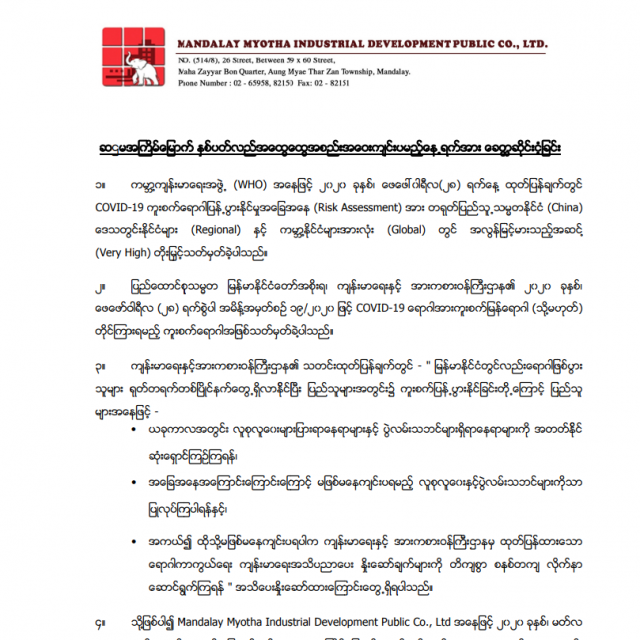 MANDALAY MYOTHA INDUSTRIAL DEVELOPMENT PUBLIC CO., LTD.
NO. (514/8), 26 Street, Between 59 x 60 Street,
Maha Zayyar Bon Quarter, Aung Myae Thar Zan Township, Mandalay.
Phone Number : 02 - 65958, 82150 Fax: 02 - 82151
ဆဌမအကြိမ်မြောက် နှစ်ပတ်လည်အထွေထွေအစည်းအဝေးကျင်းပမည့်နေ့ရက်အား ခေတ္တဆိုင်းငံ့ခြင်း
၁။ ကမ္ဘာ့ကျန်းမာရေးအဖွဲ့ (WHO) အနေဖြင့် ၂၀၂၀ ခုနှစ်၊ ဖေဖေါ်ဝါရီလ(၂၈) ရက်နေ့ ထုတ်ပြန်ချက်တွင်
COVID-19 ကူးစက်ရောဂါပြန့်ပွားနိုင်မှုအခြေအနေ (Risk Assessment) အား တရုတ်ပြည်သူ့သမ္မတနိုင်ငံ (China)
ဒေသတွင်းနိုင်ငံများ (Regional) နှင့် ကမ္ဘာ့နိုင်ငံများအားလုံး (Global) တွင် အလွန်မြင့်မားသည့်အဆင့်
(Very High) တိုးမြှင့်သတ်မှတ်ခဲ့ပါသည်။
၂။ ပြည်ထောင်စုသမ္မတ မြန်မာနိုင်ငံတော်အစိုးရ၊ ကျန်းမာရေးနှင့် အားကစားဝန်ကြီးဌာန၏ ၂၀၂၀ ခုနှစ်၊
ဖေဖော်ဝါရီလ (၂၈) ရက်စွဲပါ အမိန့်အမှတ်စဉ် ၁၉/၂၀၂၀ ဖြင့် COVID-19 ရောဂါအားကူးစက်မြန်ရောဂါ (သို့မဟုတ်)
တိုင်ကြားရမည့် ကူးစက်ရောဂါအဖြစ်သတ်မှတ်ခဲ့ပါသည်။
၃။ ကျန်းမာရေးနှင့်အားကစားဝန်ကြီးဌာန၏ သတင်းထုတ်ပြန်ချက်တွင် - " မြန်မာနိုင်ငံတွင်လည်းရောဂါဖြစ်ပွား
သူများ ရုတ်တရက်တစ်ပြိုင်နက်တွေ့ရှိလာနိုင်ပြီး ပြည်သူများအတွင်း၌ ကူးစက်ပြန့်ပွားနိုင်ခြင်းတို့ကြောင့် ပြည်သူ
များအနေဖြင့် -
• ယခုကာလအတွင်း လူစုလူဝေးများပြားရာနေရာများနှင့် ပွဲလမ်းသဘင်များရှိရာနေရာများကို အတတ်နိုင်
ဆုံးရှောင်ကြဉ်ကြရန်၊
• အခြေအနေအကြောင်းကြောင်းကြောင့် မဖြစ်မနေကျင်းပရမည့် လူစုလူဝေးနှင့်ပွဲလမ်းသဘင်များကိုသာ
ပြုလုပ်ကြပါရန်နှင့်၊
• အကယ်၍ ထိုသို့မဖြစ်မနေကျင်းပရပါက ကျန်းမာရေးနှင့် အားကစားဝန်ကြီးဌာနမှ ထုတ်ပြန်ထားသော
ရောဂါကာကွယ်ရေး ကျန်းမာရေးအသိပညာပေး နှိုးဆော်ချက်များကို တိကျစွာ စနစ်တကျ လိုက်နာ
ဆောင်ရွက်ကြရန် " အသိပေးနှိုးဆော်ထားကြောင်းတွေ့ရှိရပါသည်။
၄။ သို့ဖြစ်ပါ၍ Mandalay Myotha Industrial Development Public Co., Ltd အနေဖြင့် ၂၀၂၀ ခုနှစ်၊ မတ်လ